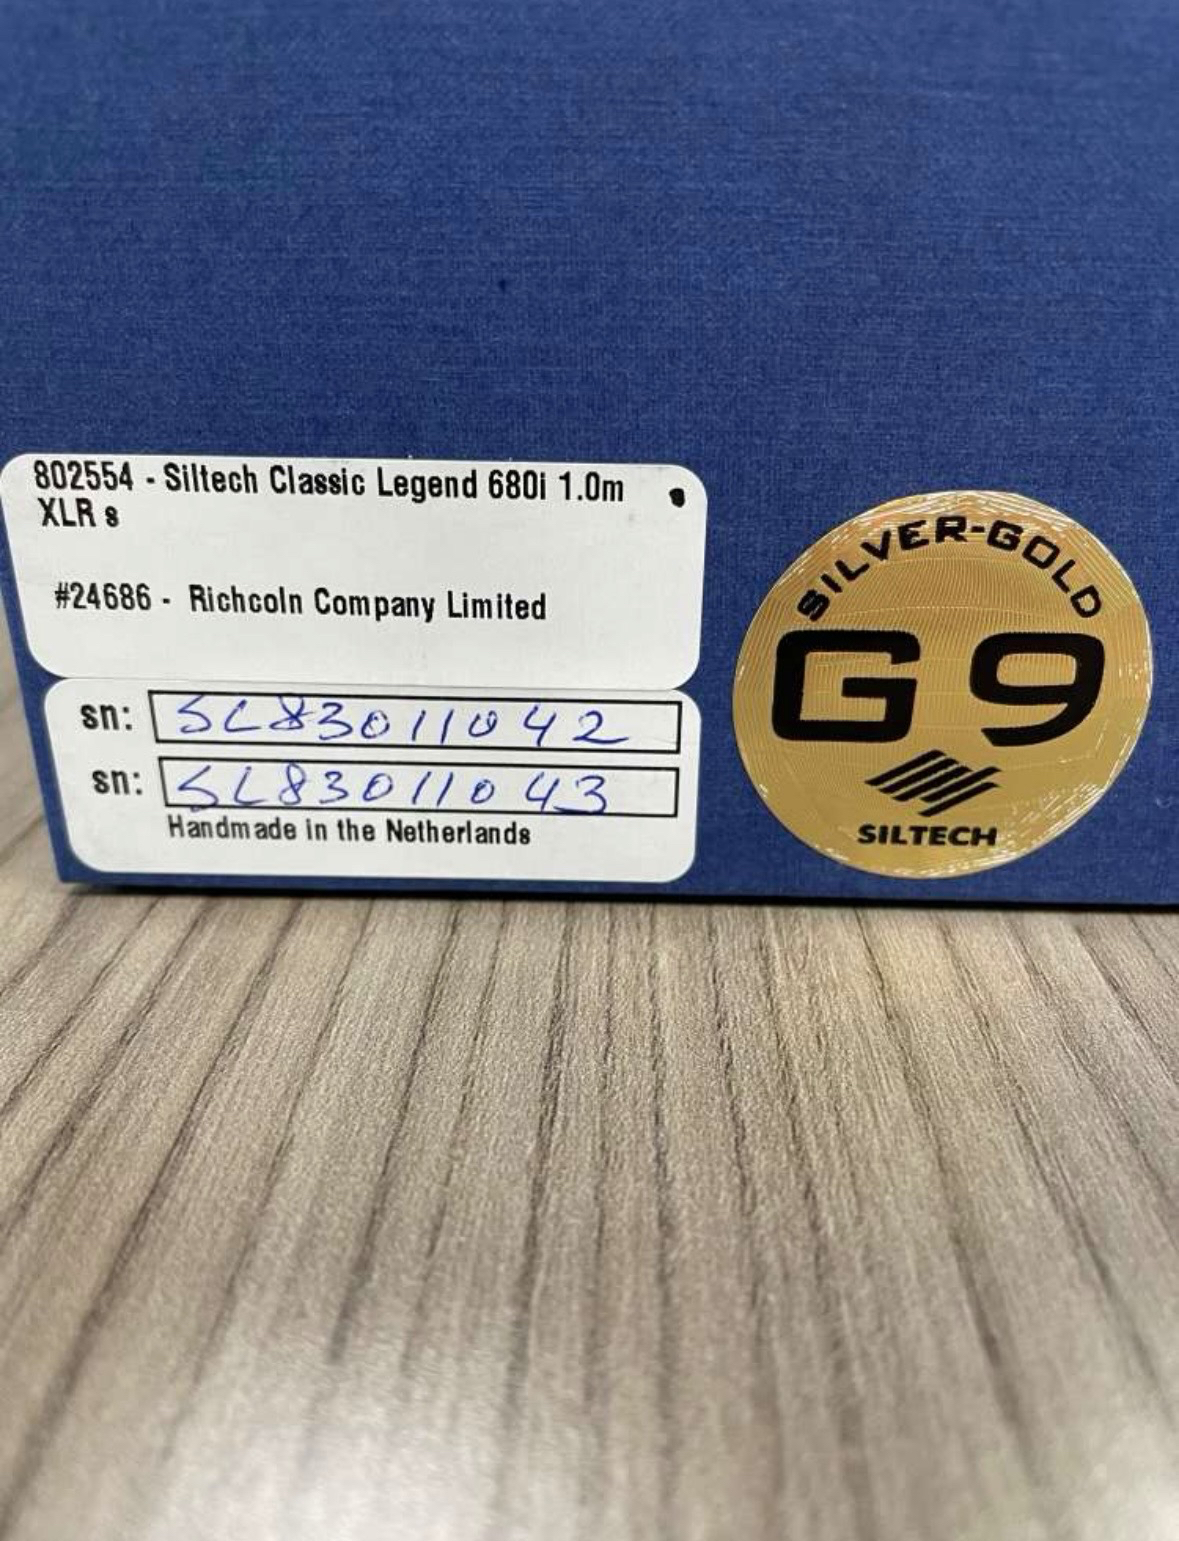 802554 - Siltech Classic Legend 680i 1.0m
XLR s
#24686 - Richcoln Company Limited
sn: SL83011042
sn: SL83011043
Handmade in the Netherlands
SILVER-GOLD
G9
SILTECH